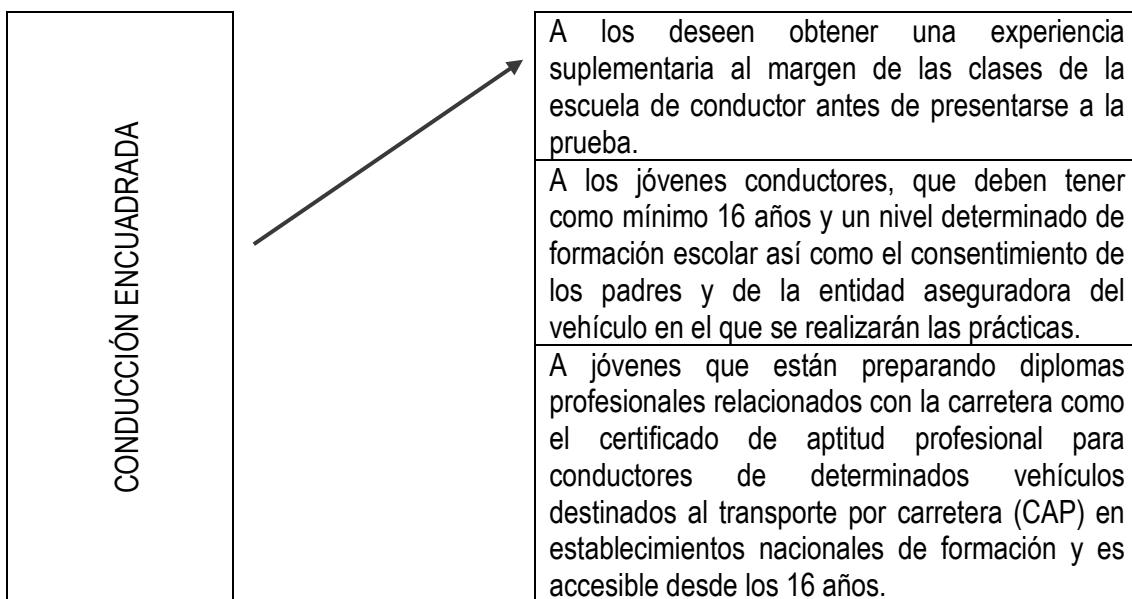 CONDUCCIÓN ENCUADRADA
A los deseen obtener una experiencia
suplementaria al margen de las clases de la
escuela de conductor antes de presentarse a la
prueba.
A los jóvenes conductores, que deben tener
como mínimo 16 años y un nivel determinado de
formación escolar así como el consentimiento de
los padres y de la entidad aseguradora del
vehículo en el que se realizarán las prácticas.
A jóvenes que están preparando diplomas
profesionales relacionados con la carretera como
el certificado de aptitud profesional para
conductores de determinados vehículos
destinados al transporte por carretera (CAP) en
establecimientos nacionales de formación y es
accesible desde los 16 años.